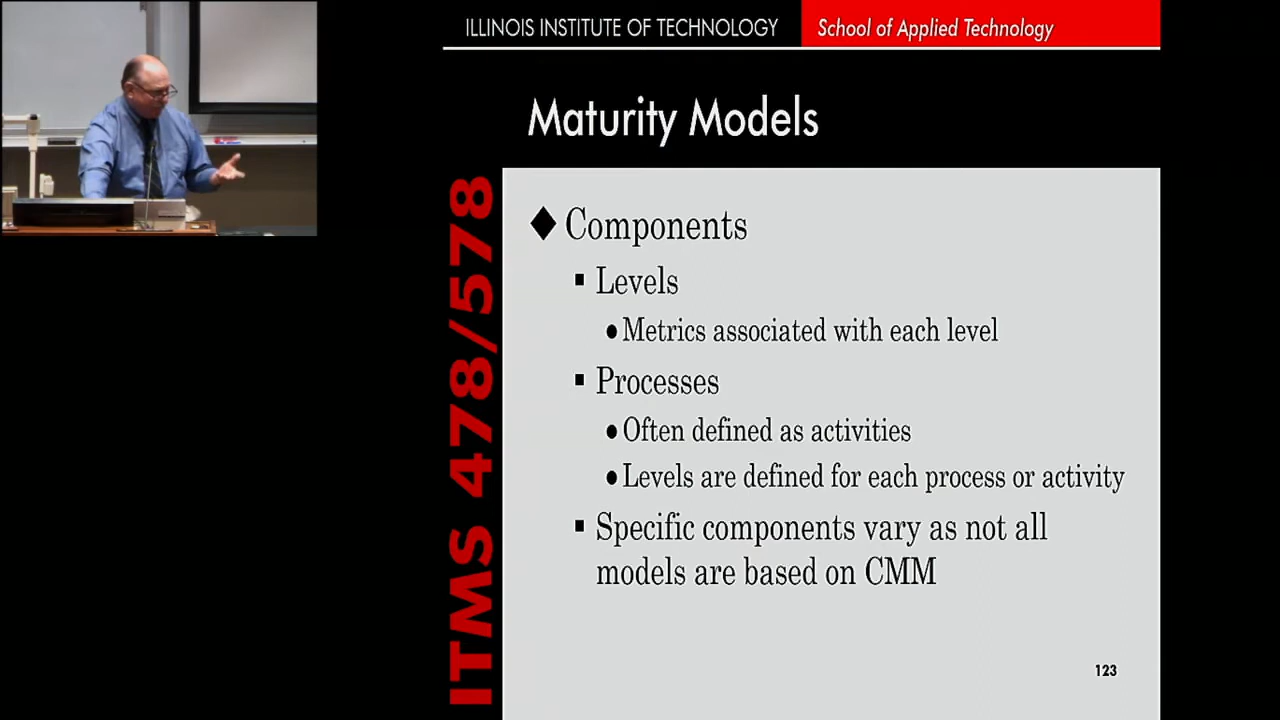 ILLINOIS INSTITUTE OF TECHNOLOGY School of Applied Technology
Maturity Models
ITMS 478/578
◆ Components
▪ Levels
● Metrics associated with each level
▪ Processes
● Often defined as activities
● Levels are defined for each process or activity
▪ Specific components vary as not all
models are based on CMM
123